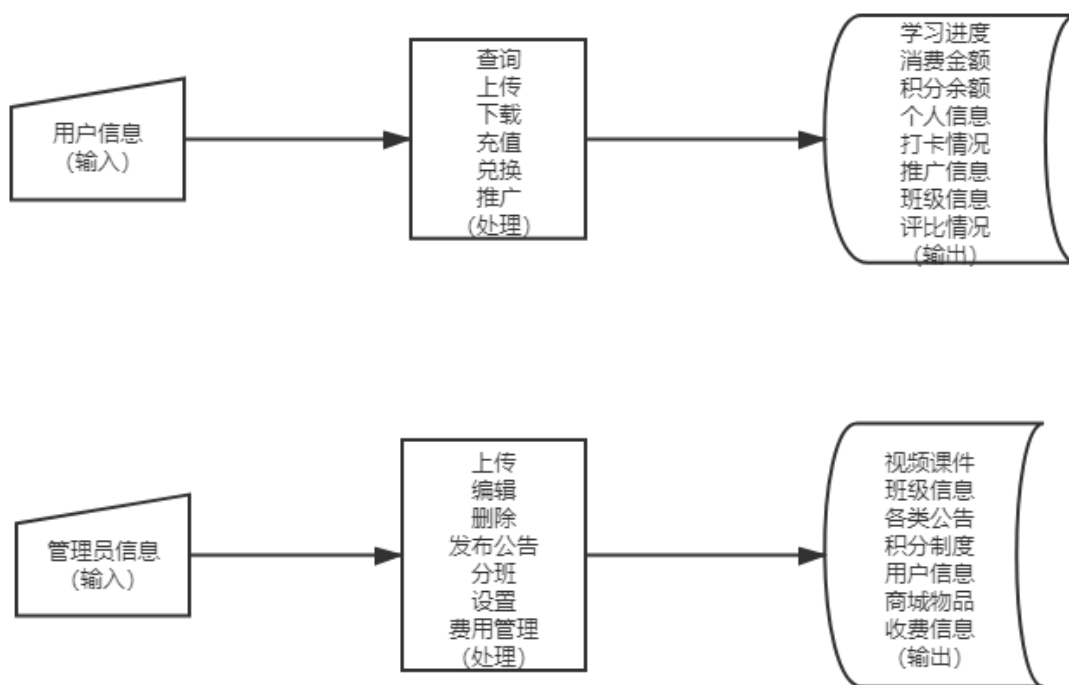 用户信息
(输入)
查询
上传
下载
充值
兑换
推广
(处理)
学习进度
消费金额
积分余额
个人信息
打卡情况
推广信息
班级信息
评比情况
(输出)
管理员信息
(输入)
上传
编辑
删除
发布公告
分班
设置
费用管理
(处理)
视频课件
班级信息
各类公告
积分制度
用户信息
商城物品
收费信息
(输出)